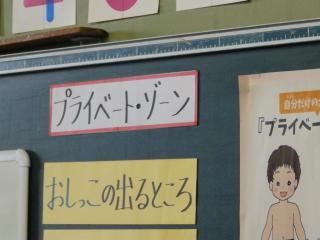 プライベート・ゾーン
おしっこの出るところ
自分だけの
『プライベー